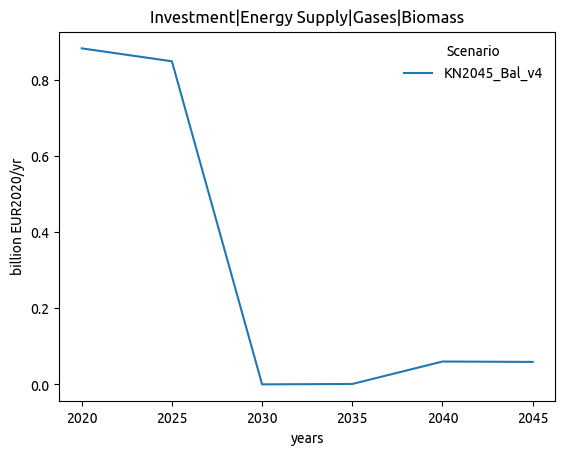 Investment|Energy Supply|Gases|Biomass
Scenario
KN2045_Bal_v4
billion EUR2020/yr
0.8
0.6
0.4
0.2
0.0
2020 2025 2030 2035 2040 2045
years